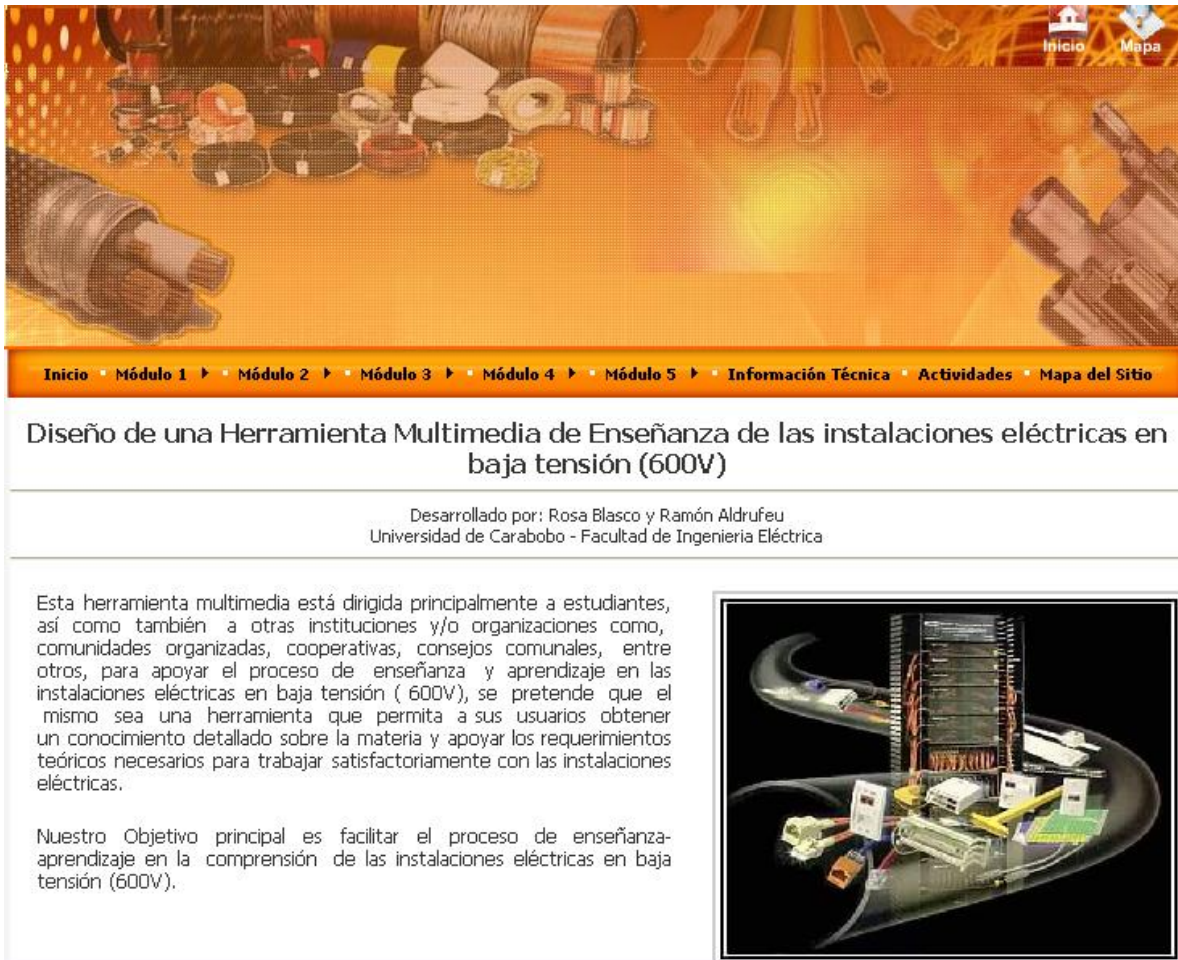 Inicio Mapa
Inicio Módulo 1 Módulo 2 Módulo 3 Módulo 4 Módulo 5 Información Técnica Actividades Mapa del Sitio
Diseño de una Herramienta Multimedia de Enseñanza de las instalaciones eléctricas en
baja tensión (600V)
Desarrollado por: Rosa Blasco y Ramón Aldrufeu
Universidad de Carabobo - Facultad de Ingenieria Eléctrica
Esta herramienta multimedia está dirigida principalmente a estudiantes,
así como también a otras instituciones y/o organizaciones como,
comunidades organizadas, cooperativas, consejos comunales, entre
otros, para apoyar el proceso de enseñanza y aprendizaje en las
instalaciones eléctricas en baja tensión ( 600V), se pretende que el
mismo sea una herramienta que permita a sus usuarios obtener
un conocimiento detallado sobre la materia y apoyar los requerimientos
teóricos necesarios para trabajar satisfactoriamente con las instalaciones
eléctricas.
Nuestro Objetivo principal es facilitar el proceso de enseñanza-
aprendizaje en la comprensión de las instalaciones eléctricas en baja
tensión (600V).